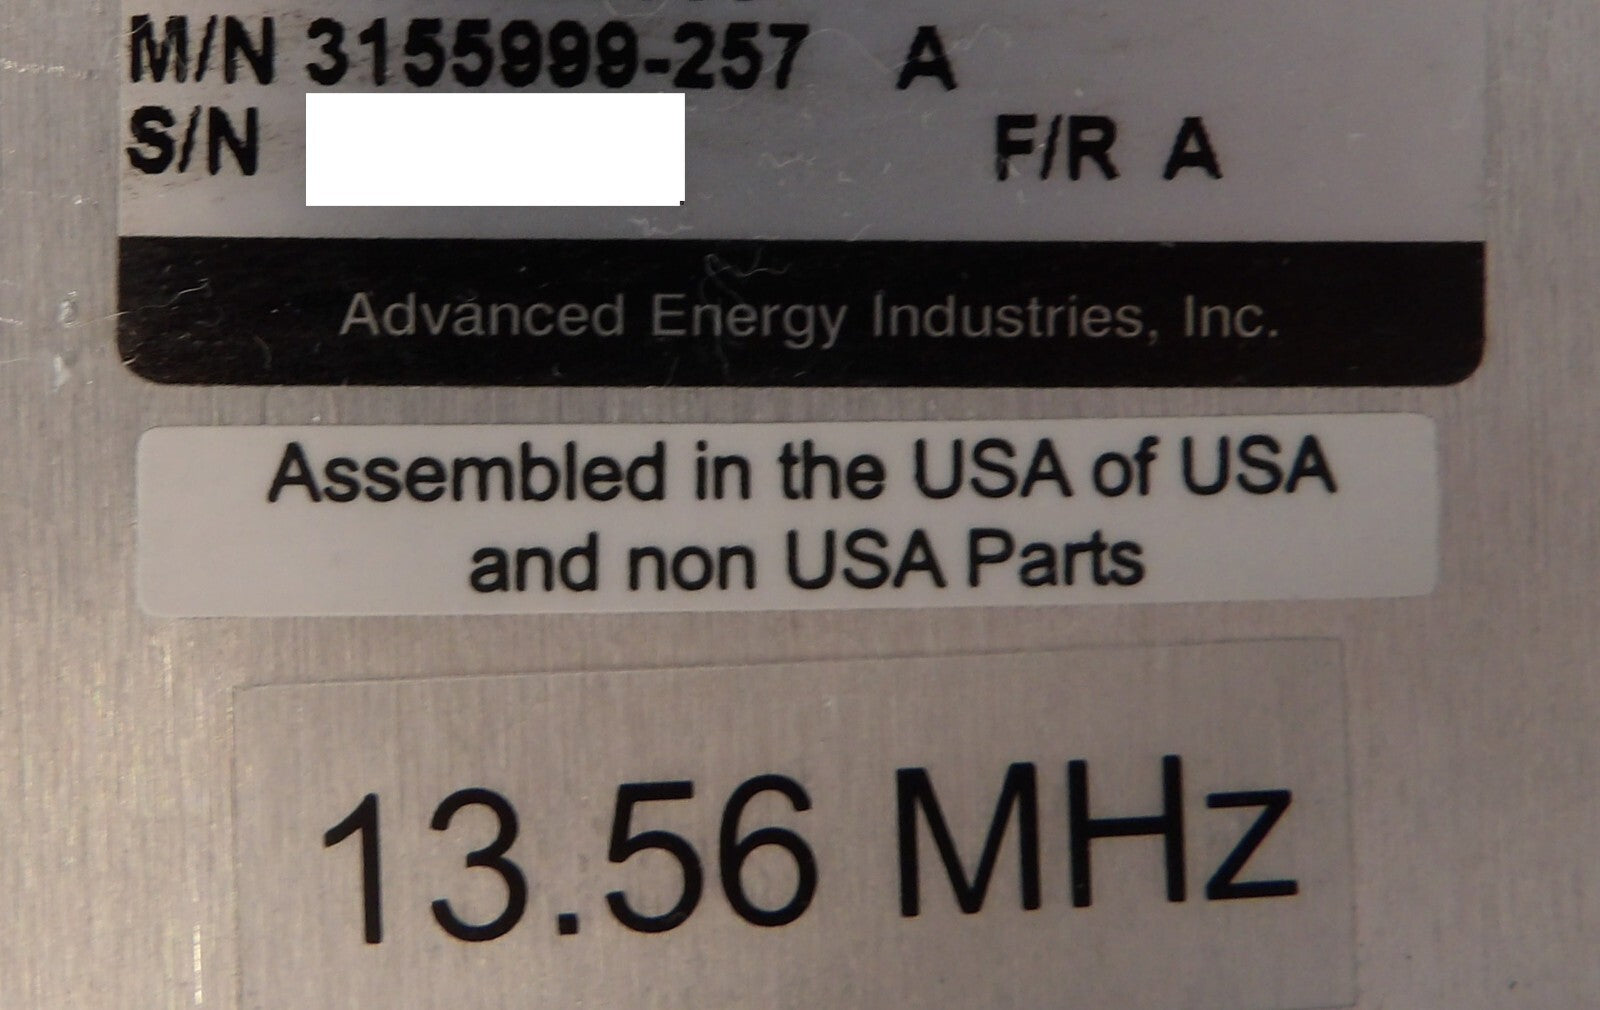 M/N 3155999-257 A
S/N F/R A
Advanced Energy Industries, Inc.
Assembled in the USA of USA
and non USA Parts
13.56 MHz